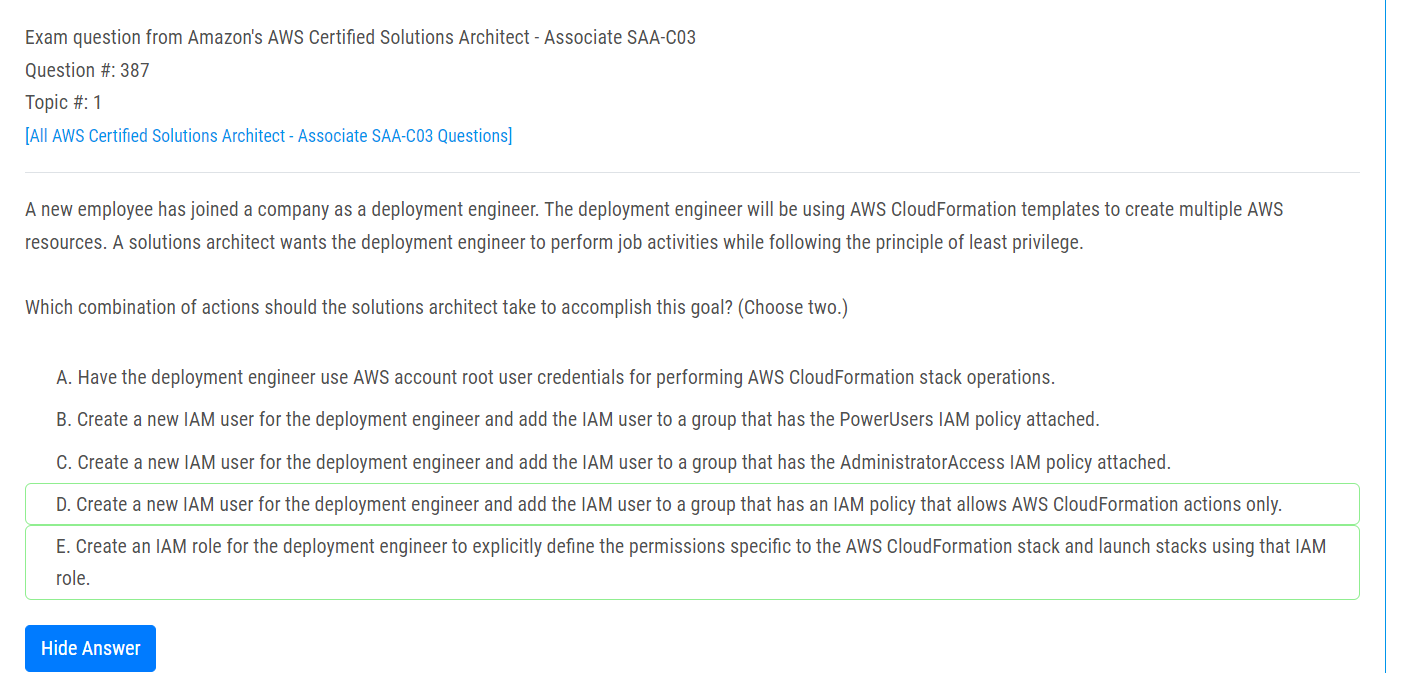 Exam question from Amazon's AWS Certified Solutions Architect - Associate SAA-C03
Question #: 387
Topic #: 1
[All AWS Certified Solutions Architect - Associate SAA-C03 Questions]
A new employee has joined a company as a deployment engineer. The deployment engineer will be using AWS CloudFormation templates to create multiple AWS
resources. A solutions architect wants the deployment engineer to perform job activities while following the principle of least privilege.
Which combination of actions should the solutions architect take to accomplish this goal? (Choose two.)
A. Have the deployment engineer use AWS account root user credentials for performing AWS CloudFormation stack operations.
B. Create a new IAM user for the deployment engineer and add the IAM user to a group that has the PowerUsers IAM policy attached.
C. Create a new IAM user for the deployment engineer and add the IAM user to a group that has the AdministratorAccess IAM policy attached.
D. Create a new IAM user for the deployment engineer and add the IAM user to a group that has an IAM policy that allows AWS CloudFormation actions only.
E. Create an IAM role for the deployment engineer to explicitly define the permissions specific to the AWS CloudFormation stack and launch stacks using that IAM
role.
Hide Answer